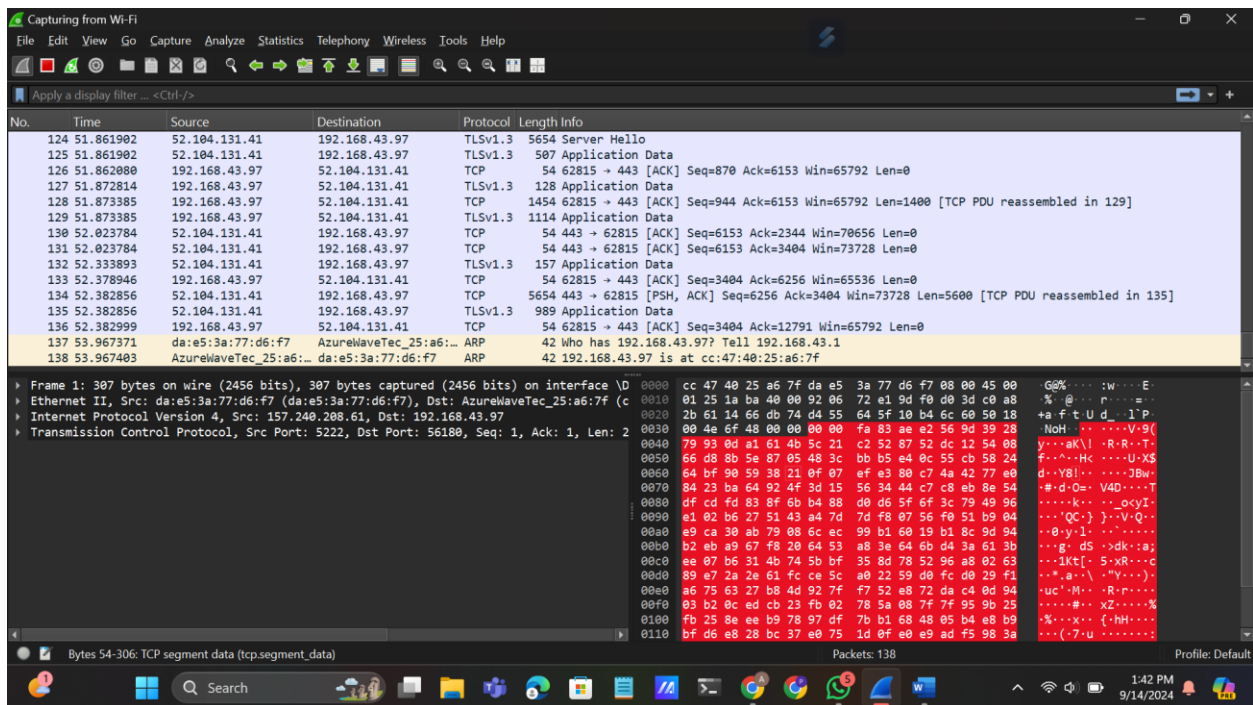 Capturing from Wi-Fi
File Edit View Go Capture Analyze Statistics Telephony Wireless Tools Help
Apply a display filter ... <Ctrl-/>
No. Time Source Destination Protocol Length Info
124 51.861902 52.104.131.41 192.168.43.97 TLSv1.3 5654 Server Hello
125 51.861902 52.104.131.41 192.168.43.97 TLSv1.3 507 Application Data
126 51.862080 192.168.43.97 52.104.131.41 TCP 54 62815 → 443 [ACK] Seq=870 Ack=6153 Win=65792 Len=0
127 51.872814 192.168.43.97 52.104.131.41 TLSv1.3 128 Application Data
128 51.873385 192.168.43.97 52.104.131.41 TCP 1454 62815 → 443 [ACK] Seq=944 Ack=6153 Win=65792 Len=1400 [TCP PDU reassembled in 129]
129 51.873385 192.168.43.97 52.104.131.41 TLSv1.3 1114 Application Data
130 52.023784 52.104.131.41 192.168.43.97 TCP 54 443 → 62815 [ACK] Seq=6153 Ack=2344 Win=70656 Len=0
131 52.023784 52.104.131.41 192.168.43.97 TCP 54 443 → 62815 [ACK] Seq=6153 Ack=3404 Win=73728 Len=0
132 52.333893 52.104.131.41 192.168.43.97 TLSv1.3 157 Application Data
133 52.378946 192.168.43.97 52.104.131.41 TCP 54 62815 → 443 [ACK] Seq=3404 Ack=6256 Win=65536 Len=0
134 52.382856 52.104.131.41 192.168.43.97 TCP 5654 443 → 62815 [PSH, ACK] Seq=6256 Ack=3404 Win=73728 Len=5600 [TCP PDU reassembled in 135]
135 52.382856 52.104.131.41 192.168.43.97 TLSv1.3 989 Application Data
136 52.382999 192.168.43.97 52.104.131.41 TCP 54 62815 → 443 [ACK] Seq=3404 Ack=12791 Win=65792 Len=0
137 53.967371 da:e5:3a:77:d6:f7 AzureWaveTec_25:a6:… ARP 42 Who has 192.168.43.97? Tell 192.168.43.1
138 53.967403 AzureWaveTec_25:a6:… da:e5:3a:77:d6:f7 ARP 42 192.168.43.97 is at cc:47:40:25:a6:7f
Frame 1: 307 bytes on wire (2456 bits), 307 bytes captured (2456 bits) on interface \D
Ethernet II, Src: da:e5:3a:77:d6:f7 (da:e5:3a:77:d6:f7), Dst: AzureWaveTec_25:a6:7f (c
Internet Protocol Version 4, Src: 157.240.208.61, Dst: 192.168.43.97
Transmission Control Protocol, Src Port: 5222, Dst Port: 56180, Seq: 1, Ack: 1, Len: 2
0000 cc 47 40 25 a6 7f da e5 3a 77 d6 f7 08 00 45 00
0010 01 25 1a ba 40 00 92 06 72 e1 9d f0 d0 3d c0 a8
0020 2b 61 14 66 db 74 d4 55 64 5f 10 b4 6c 60 50 18
0030 00 4e 6f 48 00 00 00 00 fa 83 ae e2 56 9d 39 28
0040 79 93 0d a1 61 4b 5c 21 c2 52 87 52 dc 12 54 08
0050 66 d8 8b 5e 87 05 48 3c bb b5 e4 0c 55 cb 58 24
0060 64 bf 90 59 38 21 0f 07 ef e3 80 c7 4a 42 77 e0
0070 84 23 ba 64 92 4f 3d 15 56 34 44 c7 c8 eb 8e 54
0080 df cd fd 83 8f 6b b4 88 d0 d6 5f 6f 3c 79 49 96
0090 e1 02 b6 27 51 43 a4 7d 7d f8 07 56 f0 51 b9 04
00a0 e9 ca 30 ab 79 08 6c ec 99 b1 60 19 b1 8c 9d 94
00b0 b2 eb a9 67 f8 20 64 53 a8 3e 64 6b d4 3a 61 3b
00c0 ee 07 b6 31 4b 74 5b bf 35 8d 78 52 96 a8 02 63
00d0 89 e7 2a 2e 61 fc ce 5c a0 22 59 d0 fc d0 29 f1
00e0 a6 75 63 27 b8 4d 92 7f f7 52 e8 72 da c4 0d 94
00f0 03 b2 0c ed cb 23 fb 02 78 5a 08 7f 7f 95 9b 25
0100 fb 25 8e ee b9 78 97 df 7b b1 68 48 05 b4 e8 b9
0110 bf d6 e8 28 bc 37 e0 75 1d 0f e0 e9 ad f5 98 3a
Bytes 54-306: TCP segment data (tcp.segment_data) Packets: 138 Profile: Default
Search
1:42 PM
9/14/2024